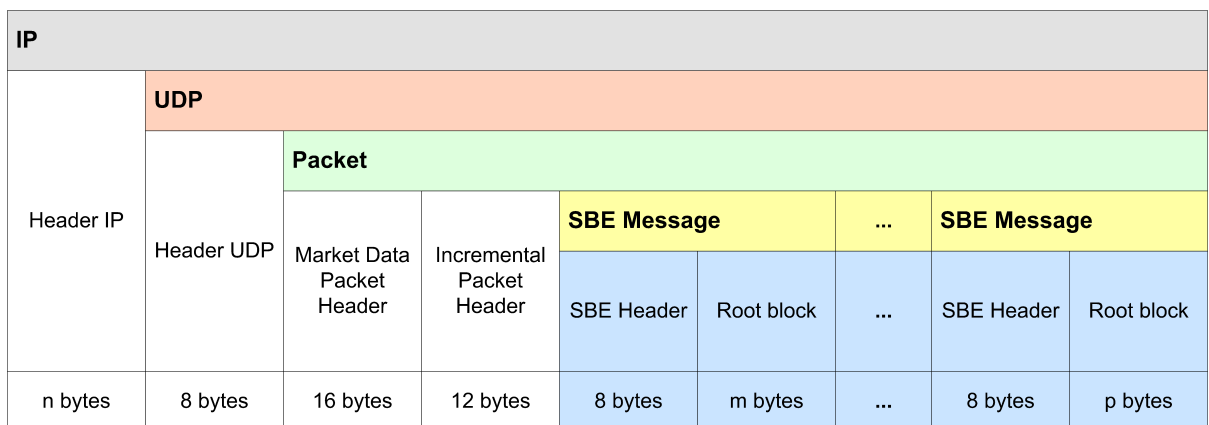 IP
UDP
Packet
Header IP
Header UDP
Market Data
Packet
Header
Incremental
Packet
Header
SBE Message
...
SBE Message
SBE Header
Root block
...
SBE Header
Root block
n bytes
8 bytes
16 bytes
12 bytes
8 bytes
m bytes
...
8 bytes
p bytes